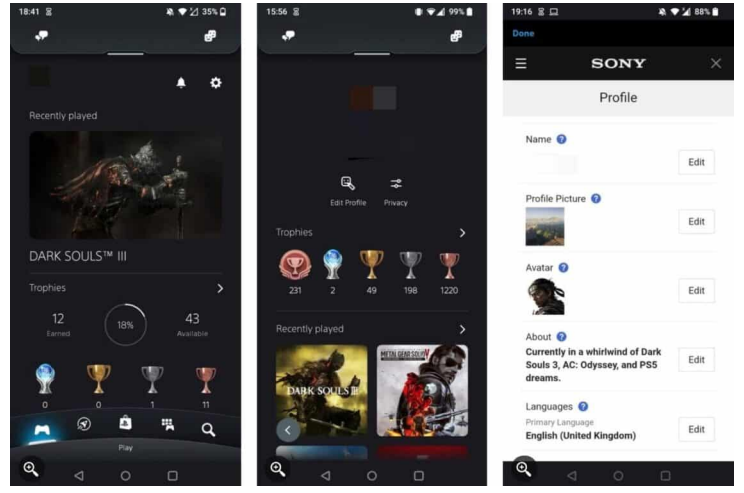 18:41
35%
Recently played
DARK SOULS™ III
Trophies
12
Earned
18%
43
Available
0
0
1
11
Play
15:56
99%
Edit Profile
Privacy
Trophies
231
2
49
198
1220
Recently played
DARK SOULS III
METAL GEAR SOLID V
19:16
88%
Done
SONY
Profile
Name
Edit
Profile Picture
Edit
Avatar
Edit
About
Currently in a whirlwind of Dark
Souls 3, AC: Odyssey, and PS5
dreams.
Edit
Languages
Primary Language
English (United Kingdom)
Edit